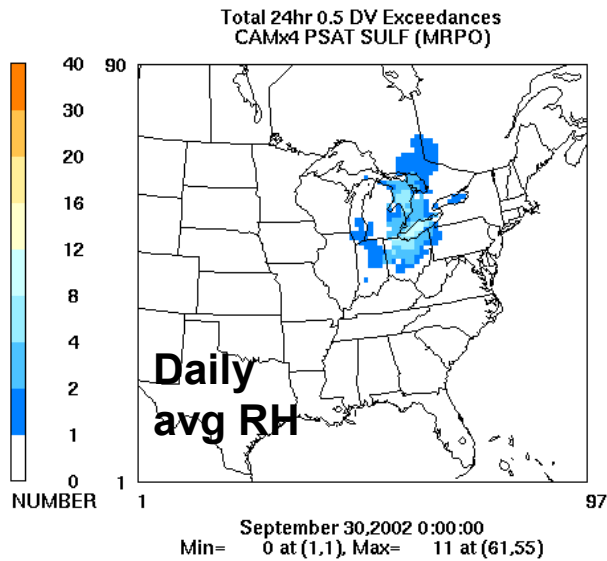 Total 24hr 0.5 DV Exceedances
CAMx4 PSAT SULF (MRPO)
40
30
20
16
12
8
4
2
1
0
NUMBER
90
1
1
97
Daily
avg RH
September 30,2002 0:00:00
Min= 0 at (1,1), Max= 11 at (61,55)